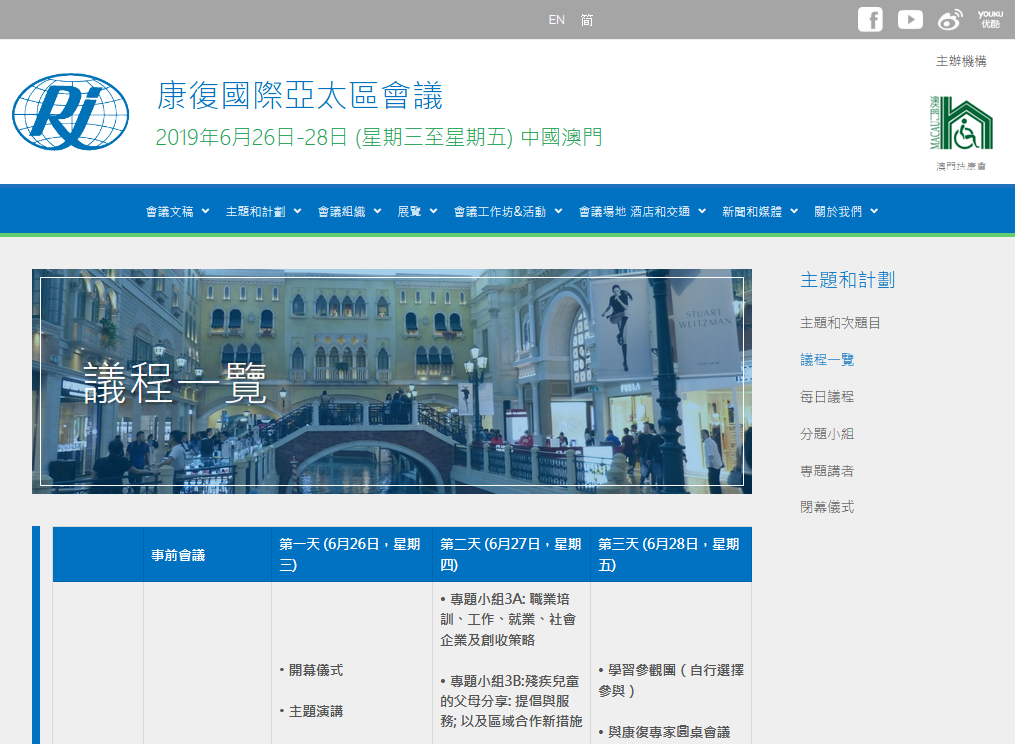 EN 简
YOUKU
优酷
主辦機構
Ri
康復國際亞太區會議
2019年6月26日-28日 (星期三至星期五) 中國澳門
澳門
MACAU
澳門扶康會
會議文稿 主題和計劃 會議組織 展覽 會議工作坊&活動 會議場地 酒店和交通 新聞和媒體 關於我們
STUART
WEITZMAN
FURLA
議程一覽
主題和計劃
主題和次題目
議程一覽
每日議程
分題小組
專題講者
閉幕儀式
事前會議
第一天 (6月26日，星期
三)
第二天 (6月27日，星期
四)
第三天 (6月28日，星期
五)
• 開幕儀式
• 主題演講
• 專題小組3A: 職業培
訓、工作、就業、社會
企業及創收策略
• 專題小組3B:殘疾兒童
的父母分享: 提倡與服
務; 以及區域合作新措施
• 學習參觀團（自行選擇
參與）
• 與康復專家圓桌會議